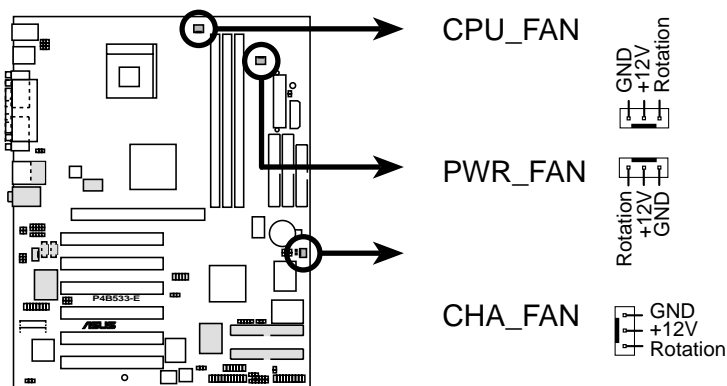 CPU_FAN
GND
+12V
Rotation
PWR_FAN
Rotation
+12V
GND
P4B533-E
ASUS
CHA_FAN
GND
+12V
Rotation